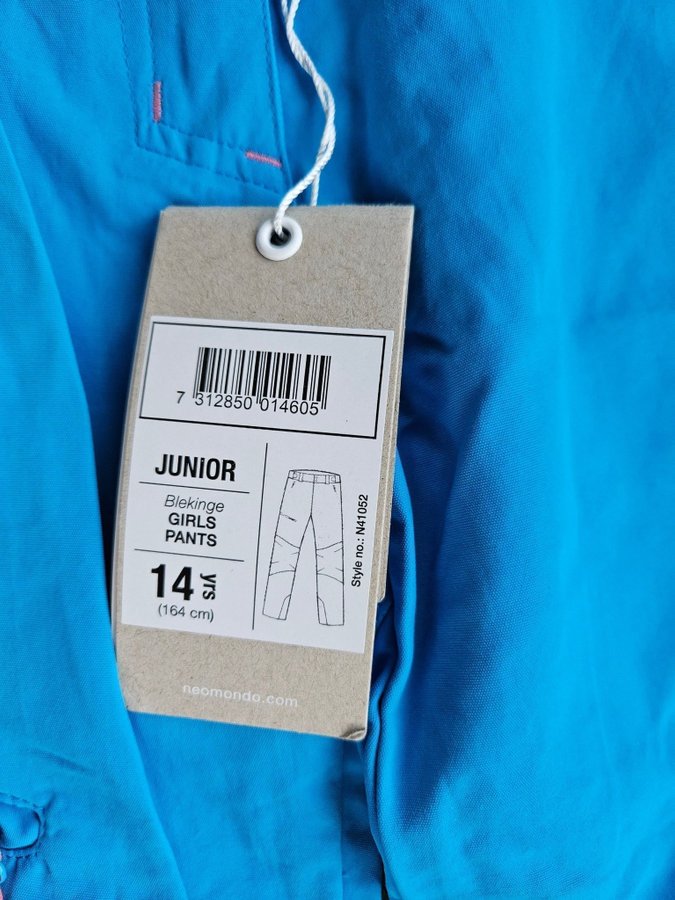 7 312850 014605
JUNIOR
Blekinge
GIRLS
PANTS
14 yrs
(164 cm)
Style no.: N41052
neomondo.com